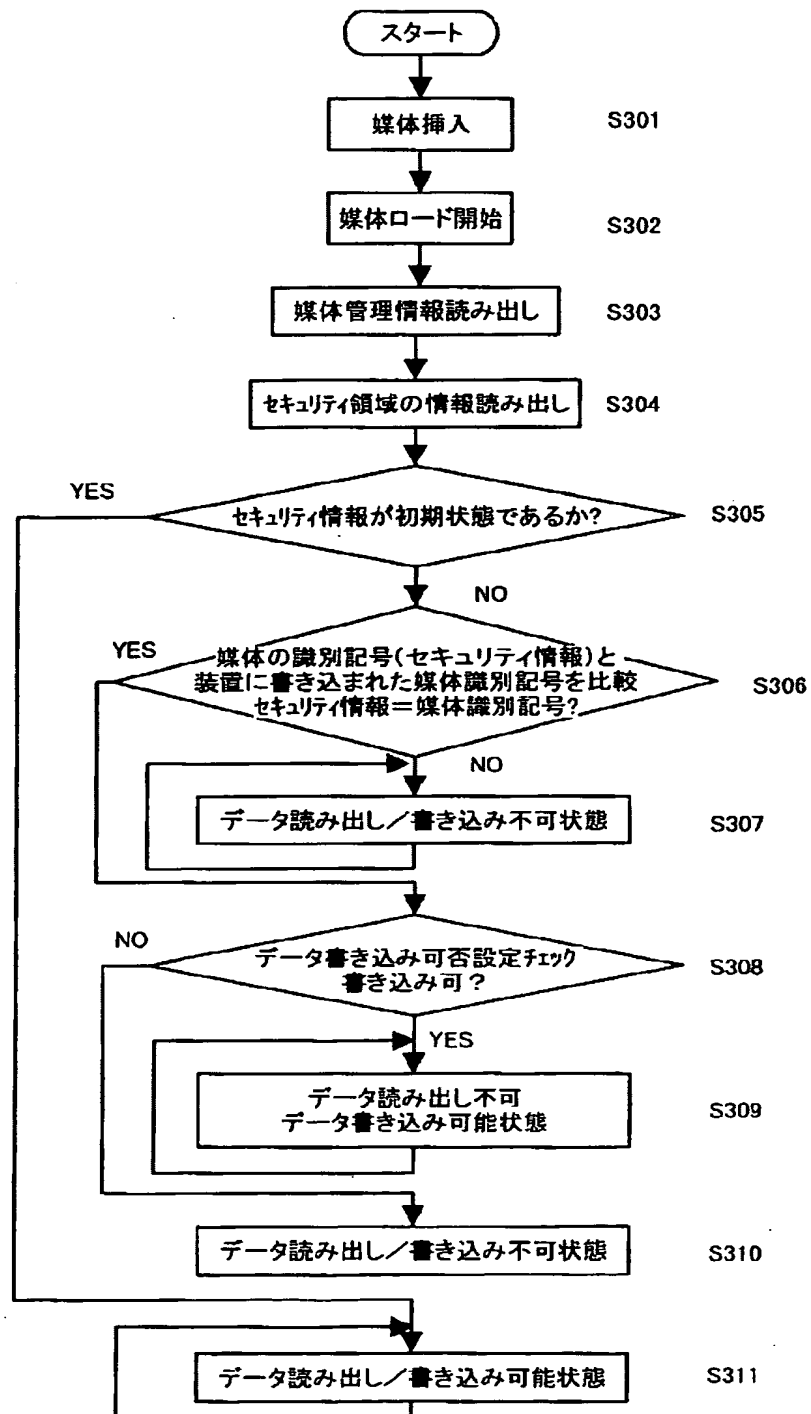 スタート
媒体挿入
S301
媒体ロード開始
S302
媒体管理情報読み出し
S303
セキュリティ領域の情報読み出し
S304
YES
セキュリティ情報が初期状態であるか?
S305
NO
YES
媒体の識別記号(セキュリティ情報)と
装置に書き込まれた媒体識別記号を比較
セキュリティ情報=媒体識別記号?
S306
NO
データ読み出し/書き込み不可状態
S307
NO
データ書き込み可否設定チェック
書き込み可?
S308
YES
データ読み出し不可
データ書き込み可能状態
S309
データ読み出し/書き込み不可状態
S310
データ読み出し/書き込み可能状態
S311